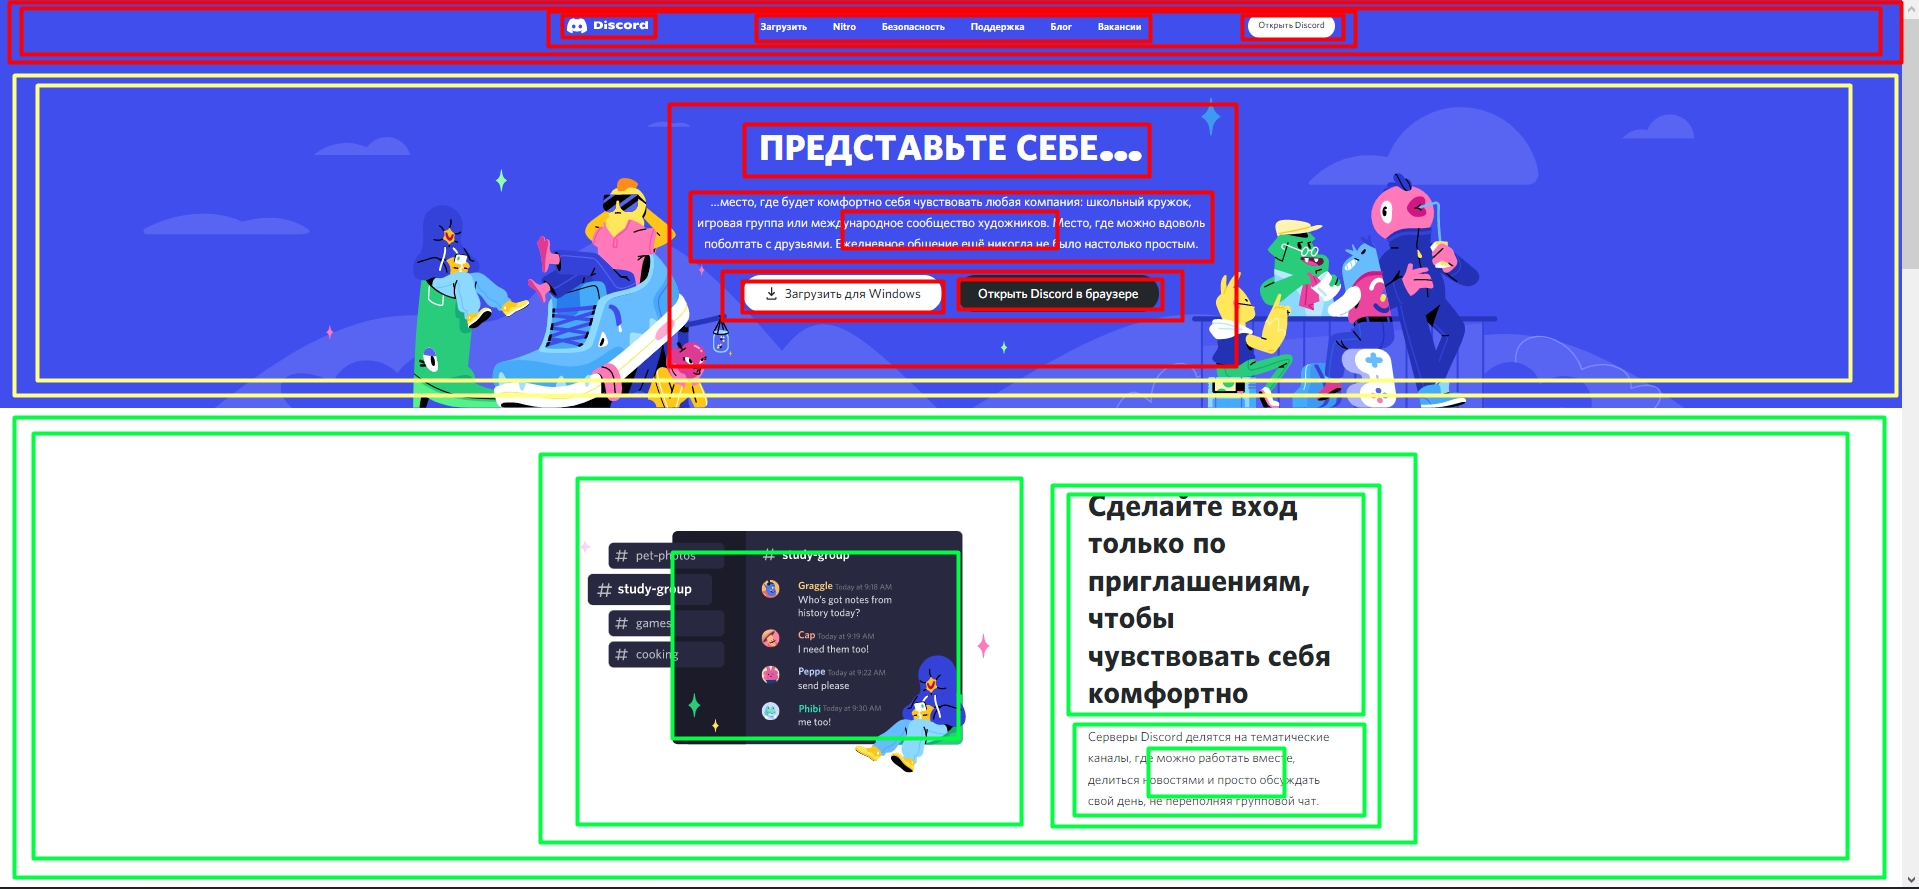 Discord
Загрузить Nitro Безопасность Поддержка Блог Вакансии
Открыть Discord
ПРЕДСТАВЬТЕ СЕБЕ...
...место, где будет комфортно себя чувствовать любая компания: школьный кружок,
игровая группа или международное сообщество художников. Место, где можно вдоволь
поболтать с друзьями. Ежедневное общение ещё никогда не было настолько простым.
Загрузить для Windows
Открыть Discord в браузере
# pet-photos
# study-group
# games
# cooking
# study-group
Graggle Today at 9:18 AM
Who's got notes from
history today?
Cap Today at 9:19 AM
I need them too!
Peppe Today at 9:22 AM
send please
Phibi Today at 9:30 AM
me too!
Сделайте вход
только по
приглашениям,
чтобы
чувствовать себя
комфортно
Серверы Discord делятся на тематические
каналы, где можно работать вместе,
делиться новостями и просто обсуждать
свой день, не переполняя групповой чат.